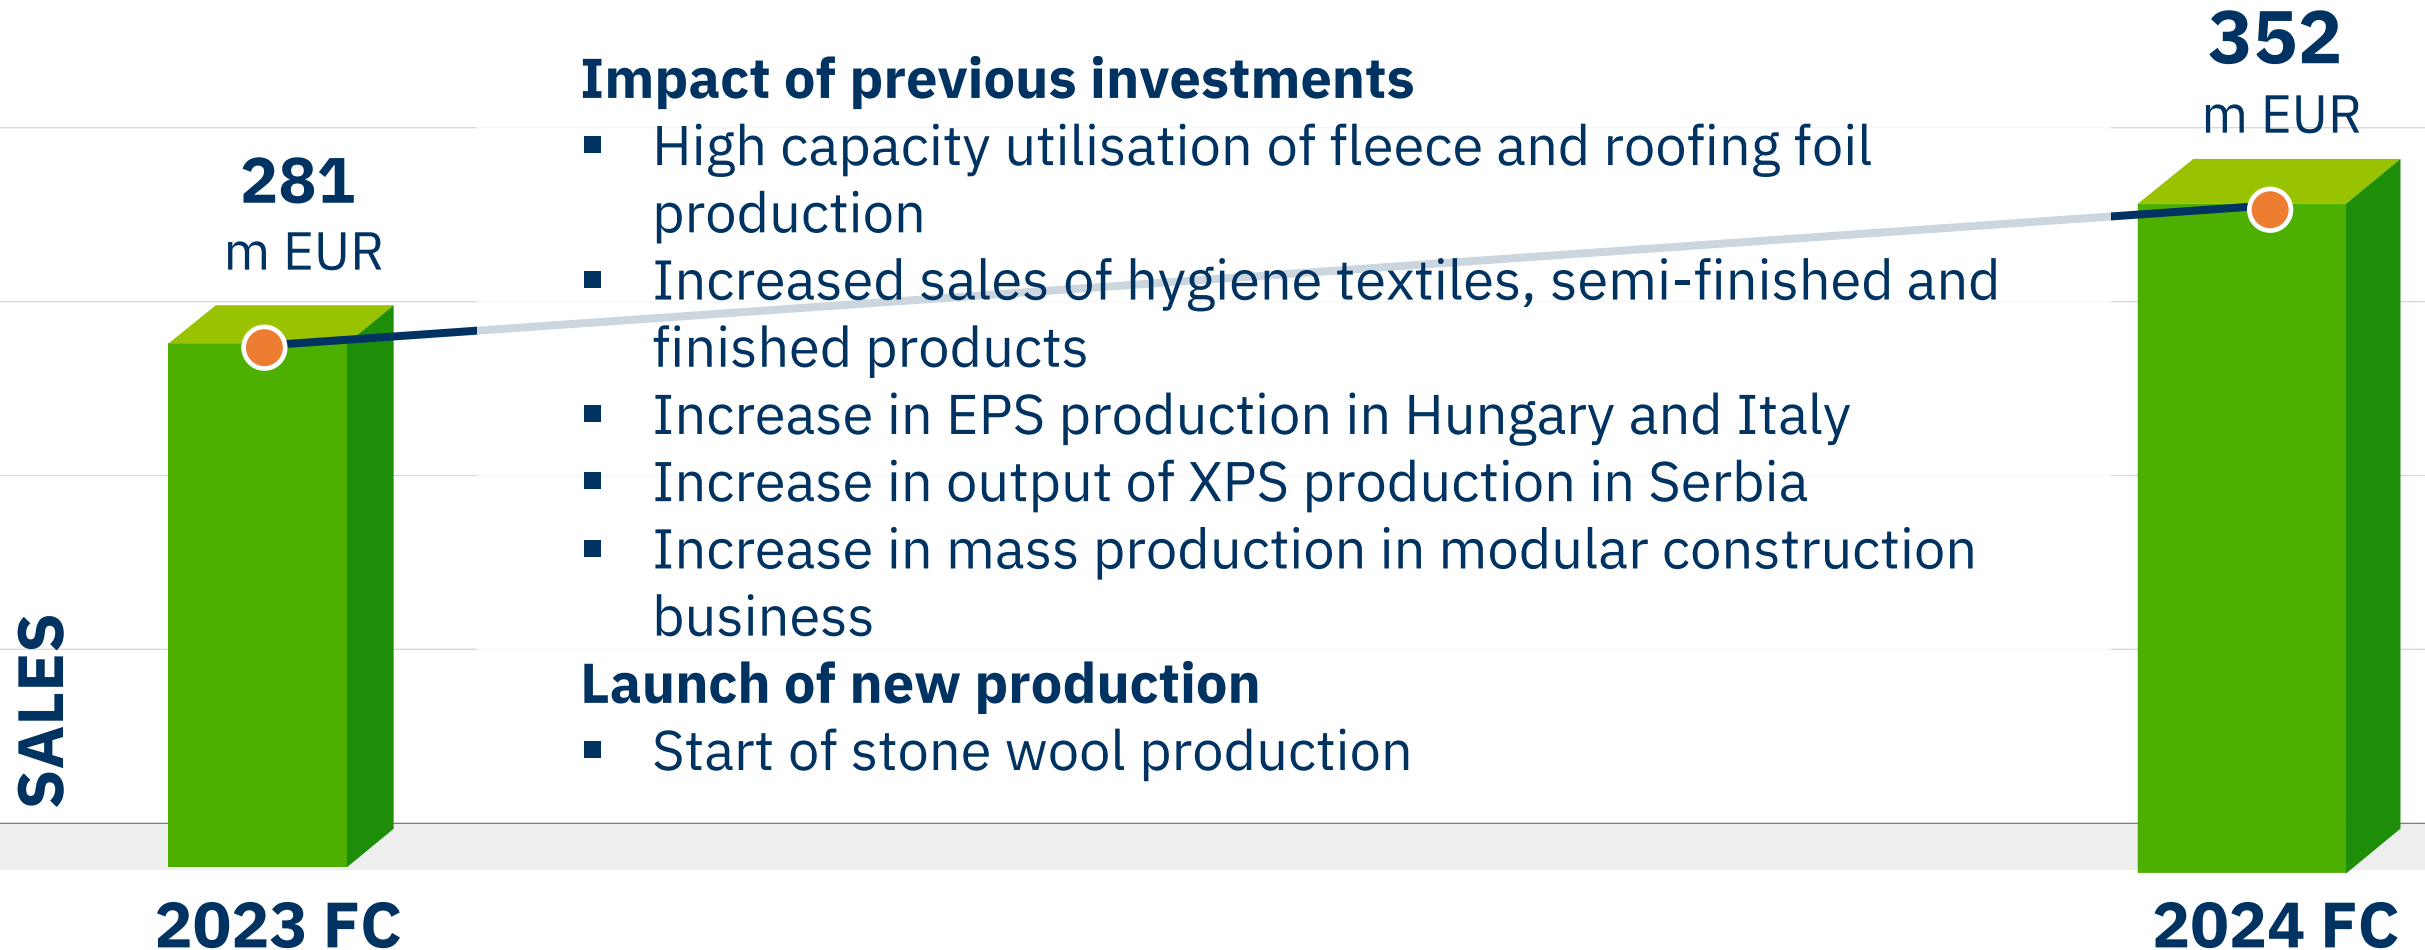 352
m EUR
281
m EUR
Impact of previous investments
▪ High capacity utilisation of fleece and roofing foil
production
▪ Increased sales of hygiene textiles, semi-finished and
finished products
▪ Increase in EPS production in Hungary and Italy
▪ Increase in output of XPS production in Serbia
▪ Increase in mass production in modular construction
business
Launch of new production
▪ Start of stone wool production
SALES
2023 FC
2024 FC